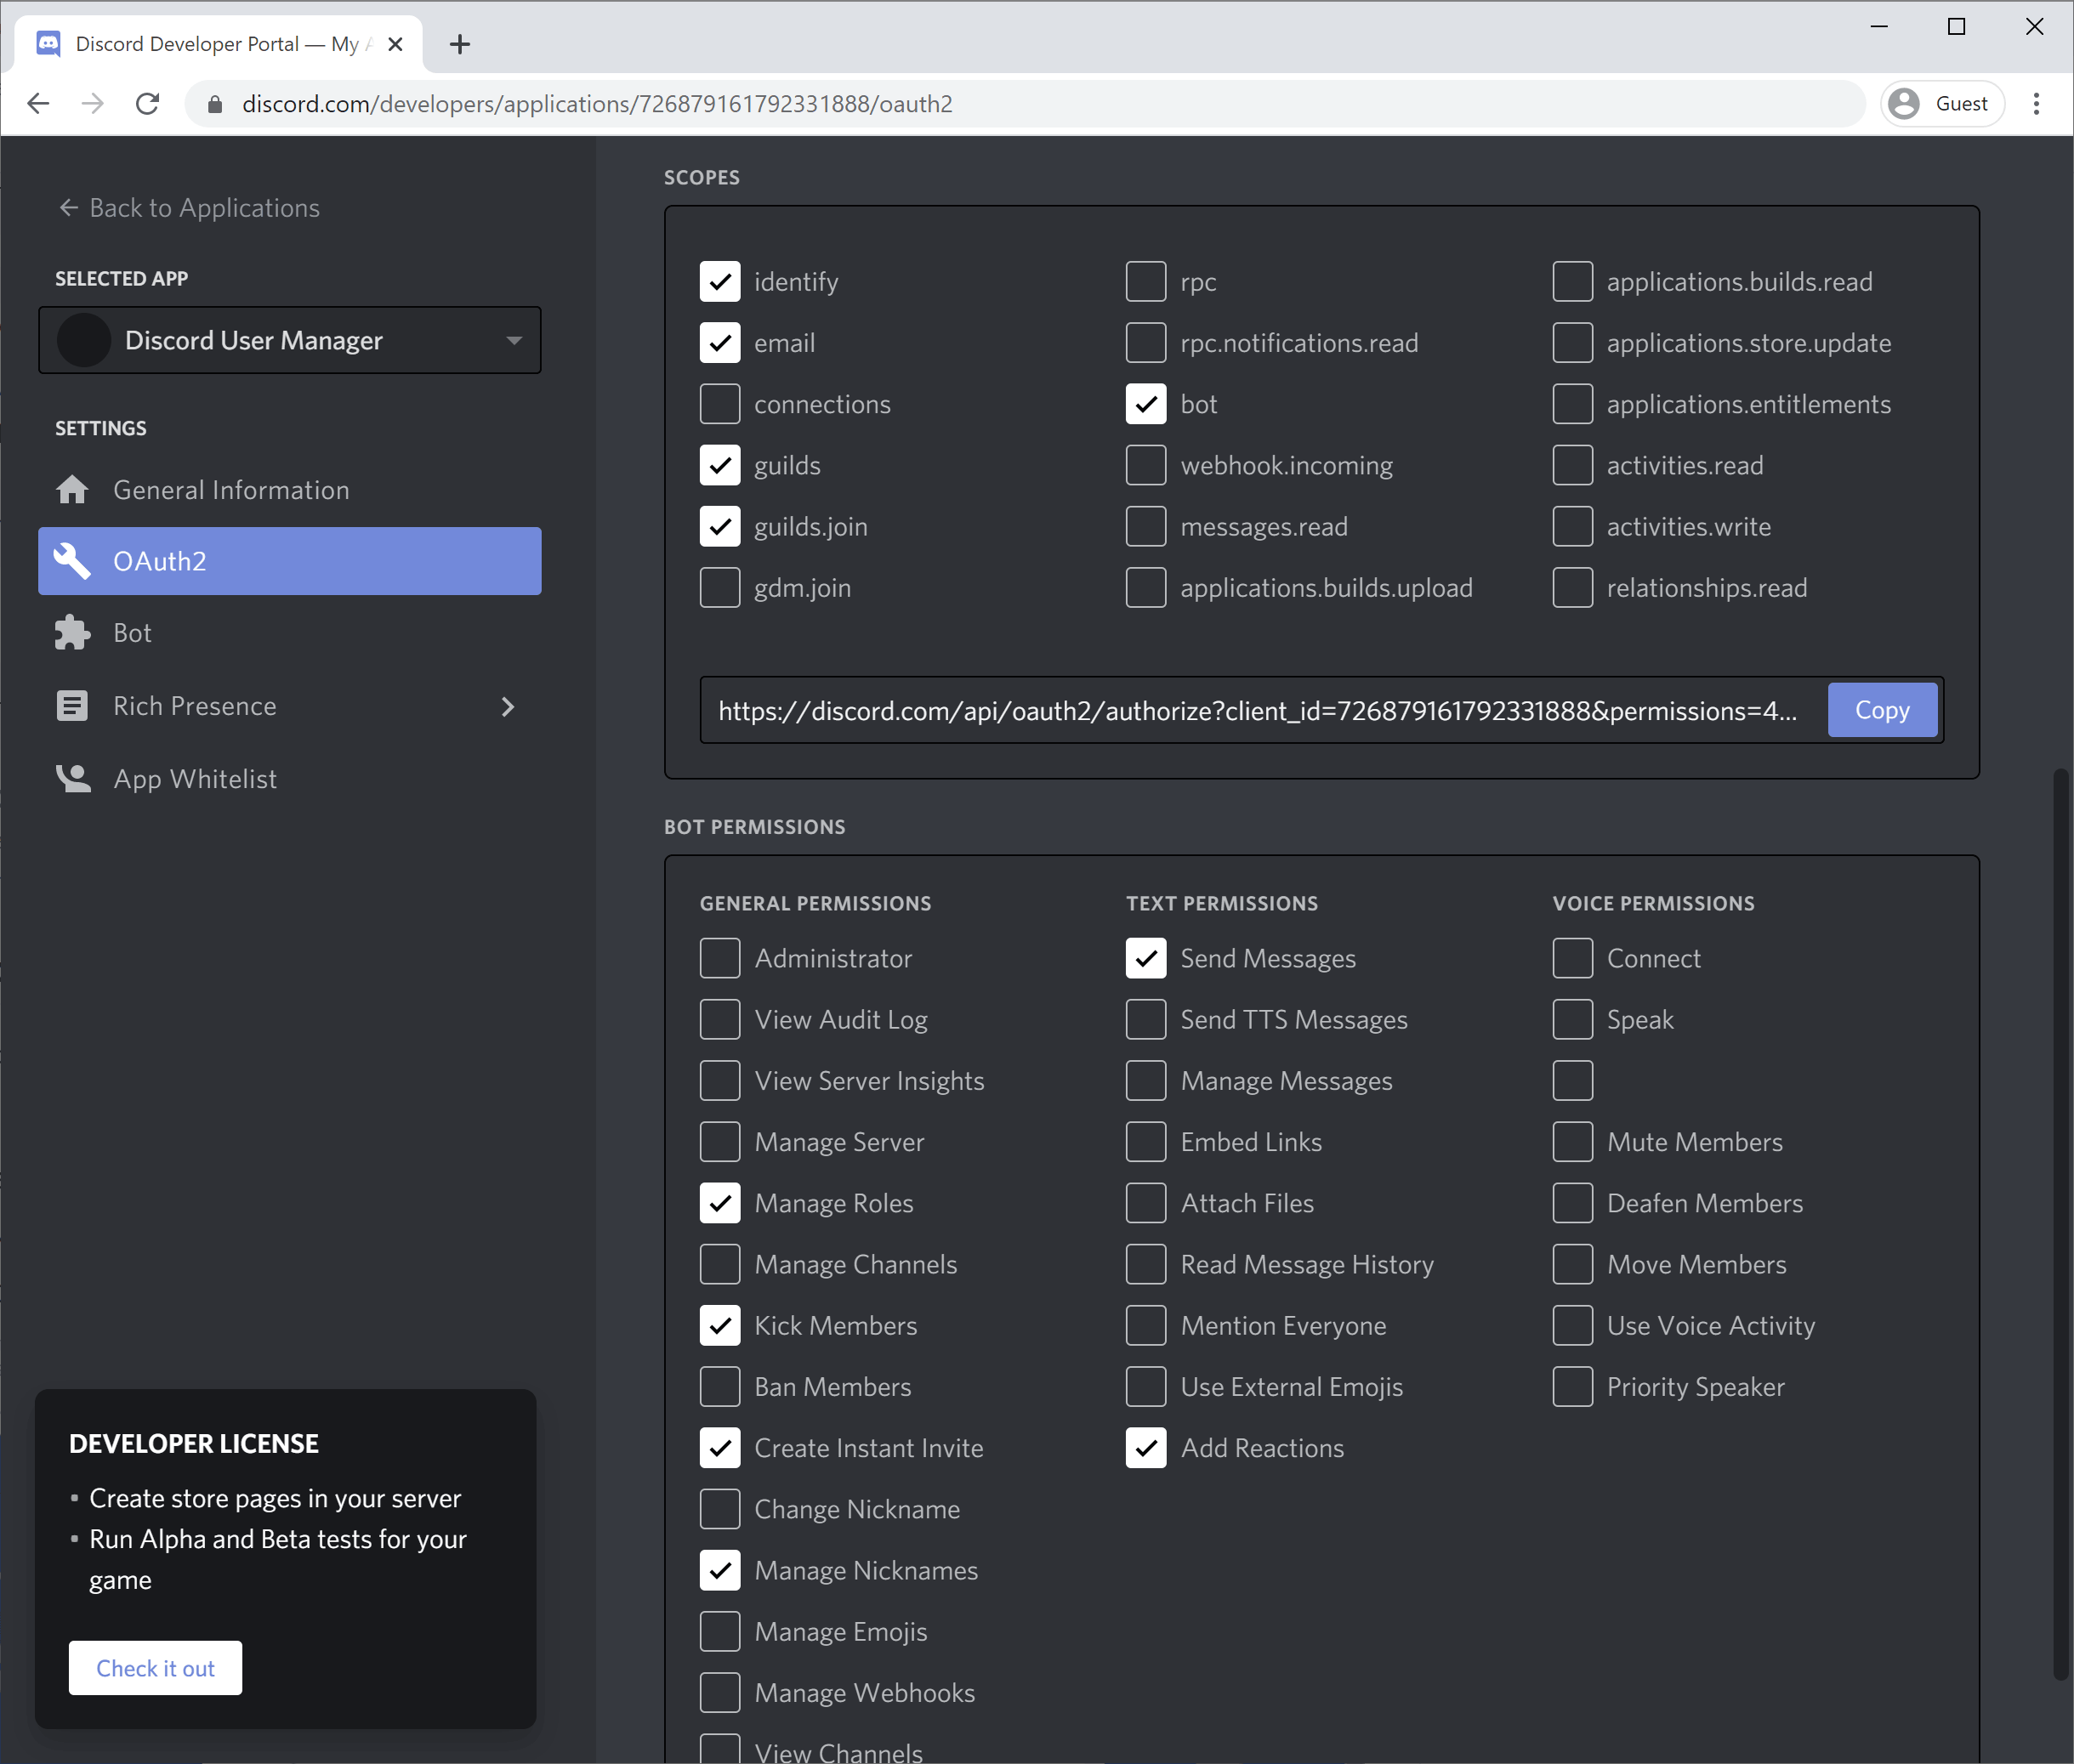 Discord Developer Portal — My A
discord.com/developers/applications/726879161792331888/oauth2
Guest
Back to Applications
SELECTED APP
Discord User Manager
SETTINGS
General Information
OAuth2
Bot
Rich Presence
App Whitelist
DEVELOPER LICENSE
Create store pages in your server
Run Alpha and Beta tests for your
game
Check it out
SCOPES
identify
email
connections
guilds
guilds.join
gdm.join
rpc
rpc.notifications.read
bot
webhook.incoming
messages.read
applications.builds.upload
applications.builds.read
applications.store.update
applications.entitlements
activities.read
activities.write
relationships.read
https://discord.com/api/oauth2/authorize?client_id=726879161792331888&permissions=4...
Copy
BOT PERMISSIONS
GENERAL PERMISSIONS
Administrator
View Audit Log
View Server Insights
Manage Server
Manage Roles
Manage Channels
Kick Members
Ban Members
Create Instant Invite
Change Nickname
Manage Nicknames
Manage Emojis
Manage Webhooks
View Channels
TEXT PERMISSIONS
Send Messages
Send TTS Messages
Manage Messages
Embed Links
Attach Files
Read Message History
Mention Everyone
Use External Emojis
Add Reactions
VOICE PERMISSIONS
Connect
Speak
Mute Members
Deafen Members
Move Members
Use Voice Activity
Priority Speaker